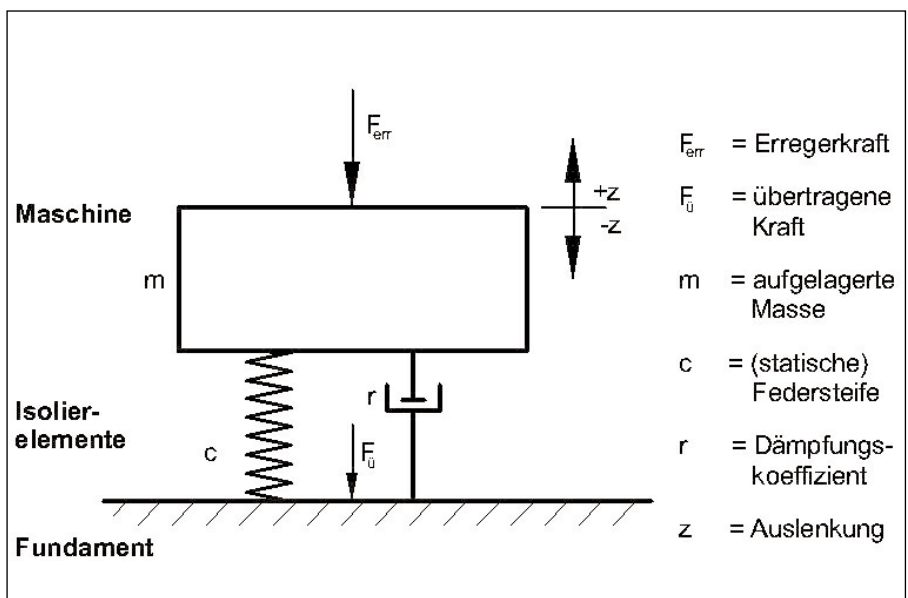 F_err
Maschine
m
+z
-z
Isolier-
elemente
c
r
F_ü
Fundament
F_err = Erregerkraft
F_ü = übertragene
Kraft
m = aufgelagerte
Masse
c = (statische)
Federsteife
r = Dämpfungs-
koeffizient
z = Auslenkung